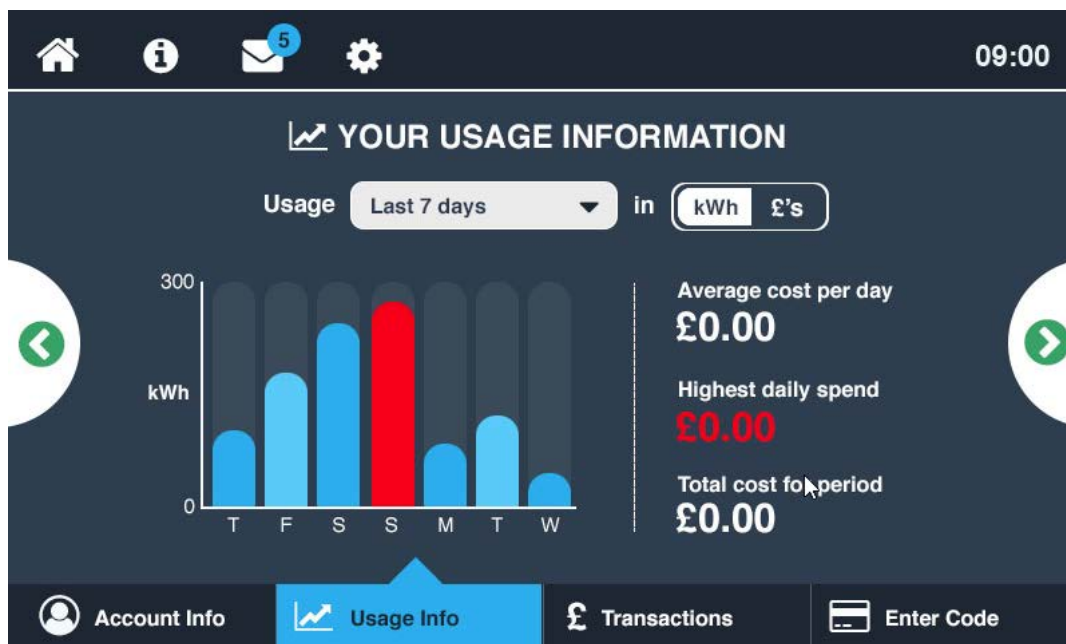 5
09:00
YOUR USAGE INFORMATION
Usage Last 7 days in kWh £'s
300
kWh
0
T F S S M T W
Average cost per day
£0.00
Highest daily spend
£0.00
Total cost for period
£0.00
Account Info Usage Info £ Transactions Enter Code